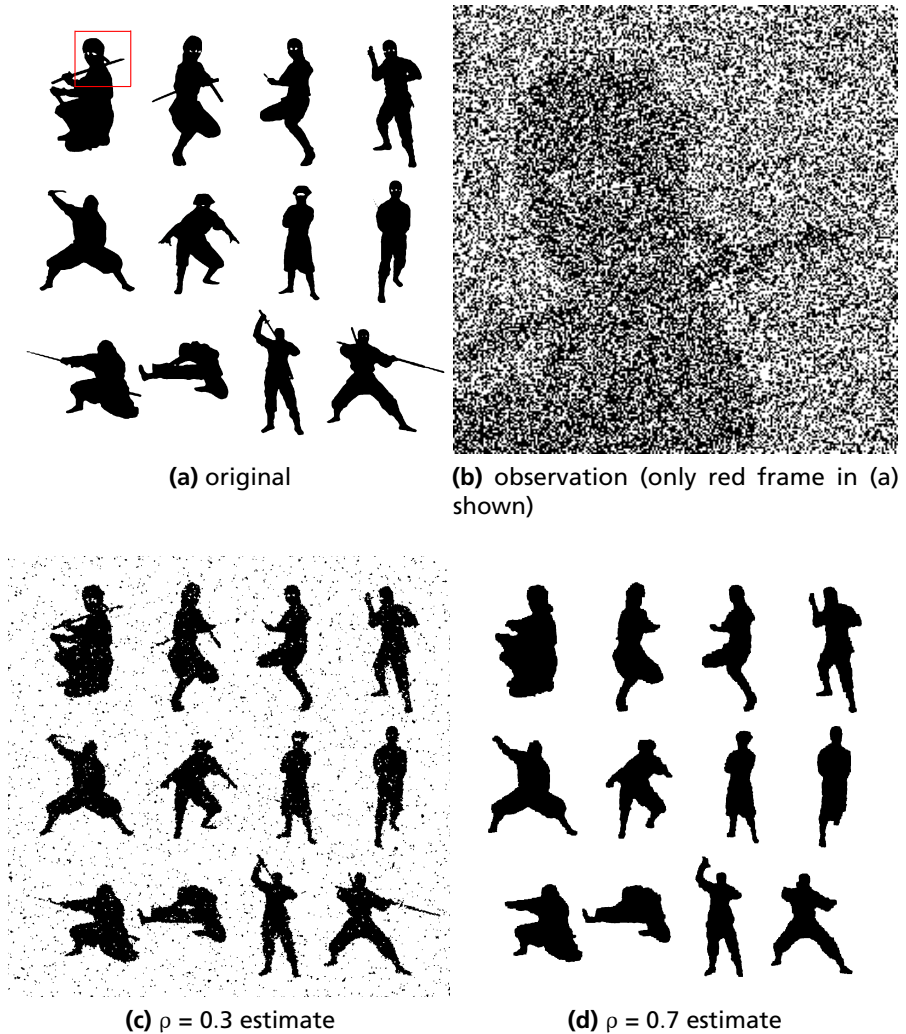 (a) original
(b) observation (only red frame in (a)
shown)
(c) ρ = 0.3 estimate
(d) ρ = 0.7 estimate